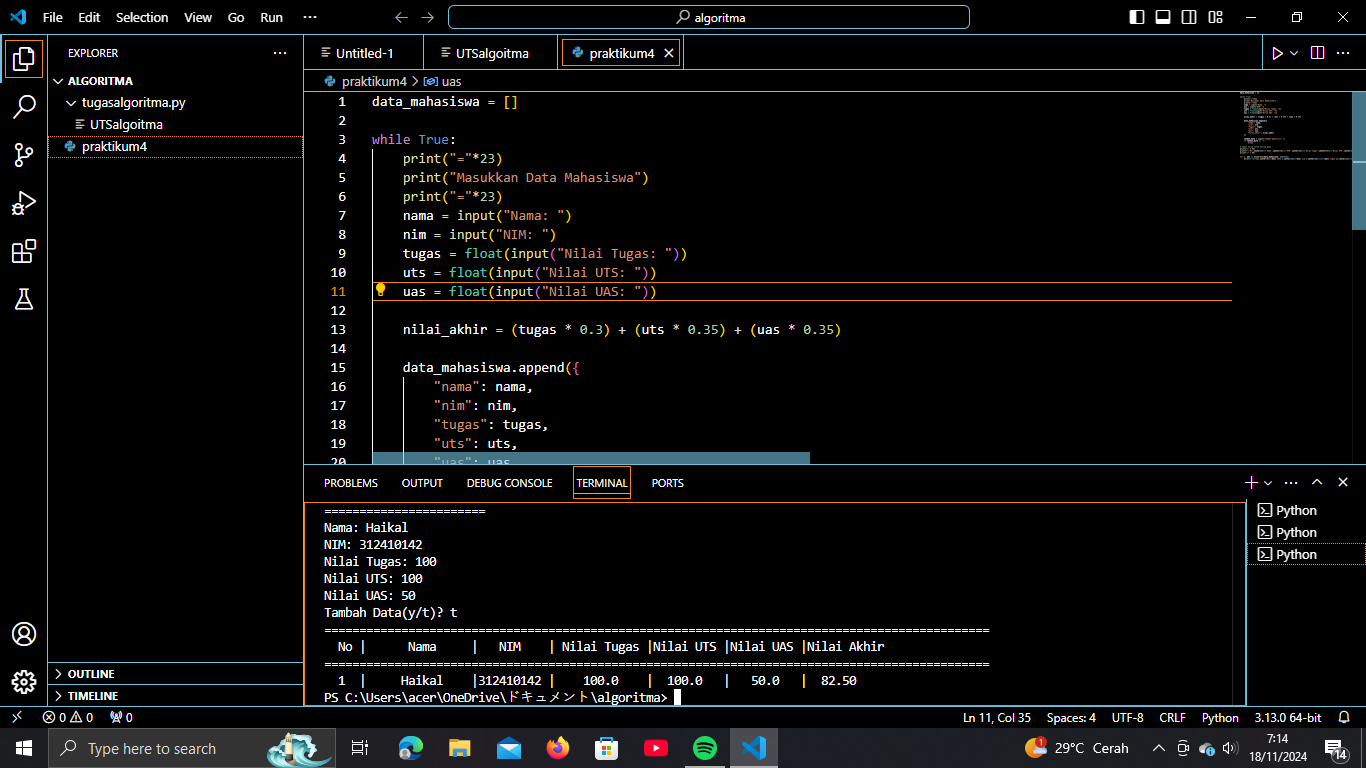 File Edit Selection View Go Run ··· algoritma
EXPLORER ···
ALGORITMA
tugasalgoritma.py
UTSalgoitma
praktikum4
OUTLINE
TIMELINE
Untitled-1 UTSalgoitma praktikum4
praktikum4 > uas
1 data_mahasiswa = []
2
3 while True:
4 print("="*23)
5 print("Masukkan Data Mahasiswa")
6 print("="*23)
7 nama = input("Nama: ")
8 nim = input("NIM: ")
9 tugas = float(input("Nilai Tugas: "))
10 uts = float(input("Nilai UTS: "))
11 uas = float(input("Nilai UAS: "))
12
13 nilai_akhir = (tugas * 0.3) + (uts * 0.35) + (uas * 0.35)
14
15 data_mahasiswa.append({
16 "nama": nama,
17 "nim": nim,
18 "tugas": tugas,
19 "uts": uts,
20 "uas": uas
PROBLEMS OUTPUT DEBUG CONSOLE TERMINAL PORTS
=======================
Nama: Haikal
NIM: 312410142
Nilai Tugas: 100
Nilai UTS: 100
Nilai UAS: 50
Tambah Data(y/t)? t
===============================================================================================
No | Nama | NIM | Nilai Tugas |Nilai UTS |Nilai UAS |Nilai Akhir
===============================================================================================
1 | Haikal |312410142 | 100.0 | 100.0 | 50.0 | 82.50
PS C:\Users\acer\OneDrive\ドキュメント\algoritma>
Python
Python
Python
0 0 0 Ln 11, Col 35 Spaces: 4 UTF-8 CRLF Python 3.13.0 64-bit
Type here to search
1 29°C Cerah
7:14
18/11/2024
14